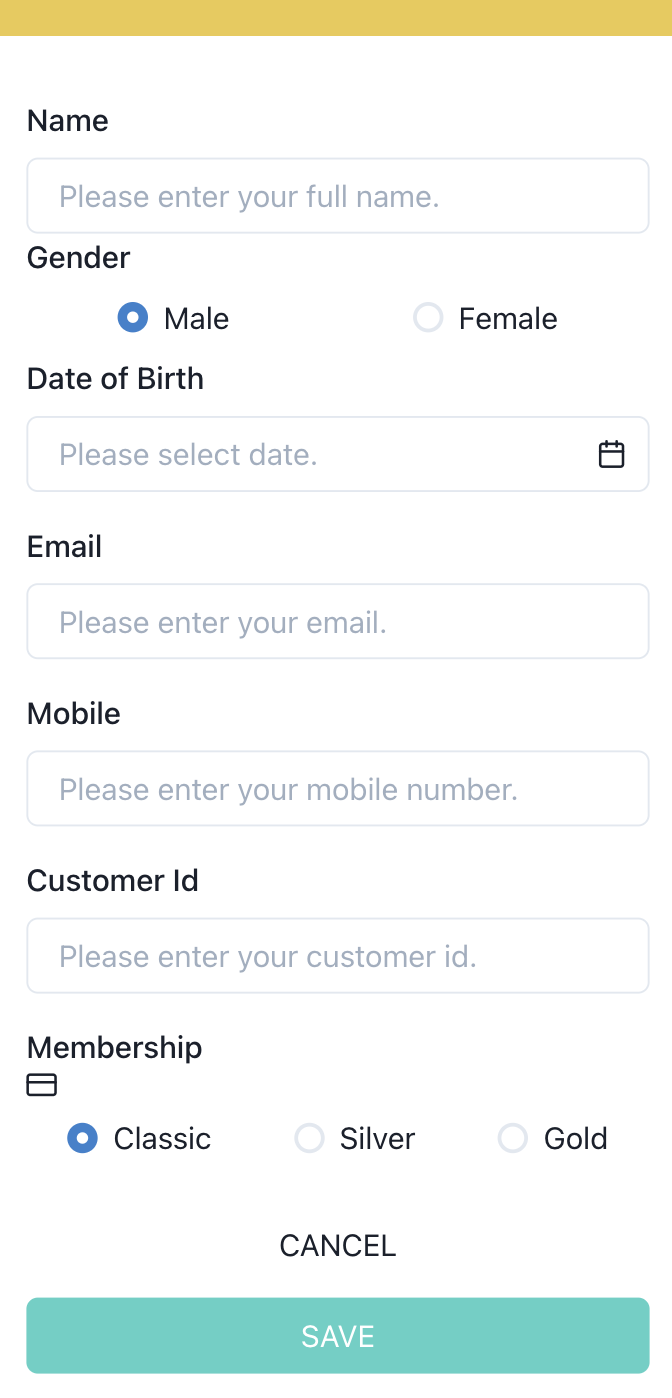 Name
Please enter your full name.
Gender
Male Female
Date of Birth
Please select date.
Email
Please enter your email.
Mobile
Please enter your mobile number.
Customer Id
Please enter your customer id.
Membership
Classic Silver Gold
CANCEL
SAVE